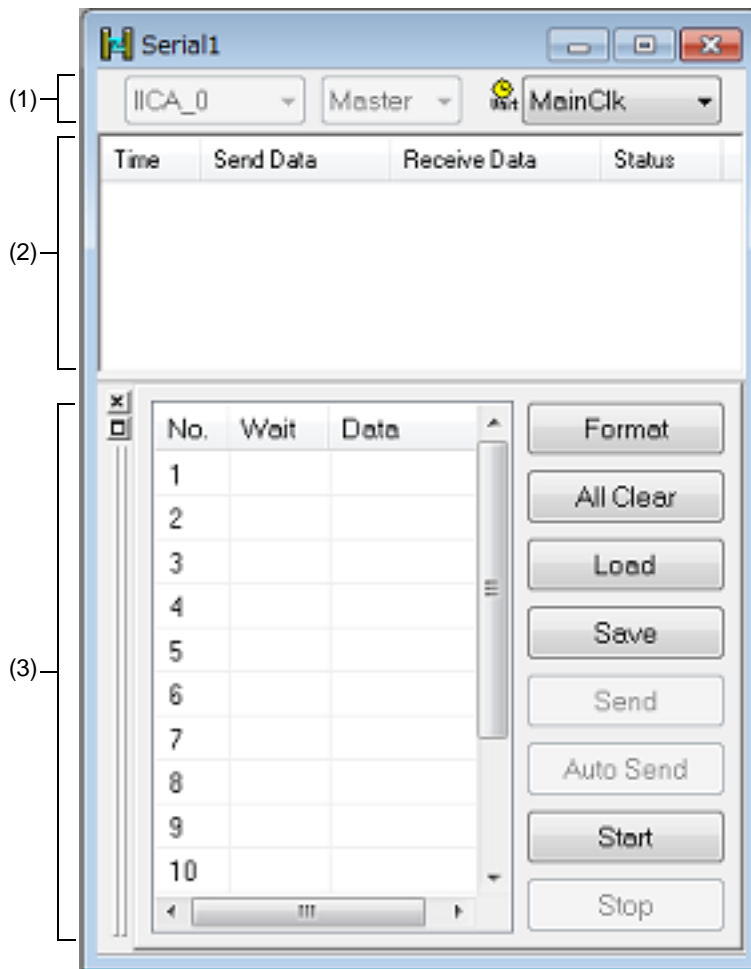 Serial1
(1)
IICA_0 Master Wait MainClk
(2)
Time Send Data Receive Data Status
(3)
No. Wait Data
1
2
3
4
5
6
7
8
9
10
Format
All Clear
Load
Save
Send
Auto Send
Start
Stop